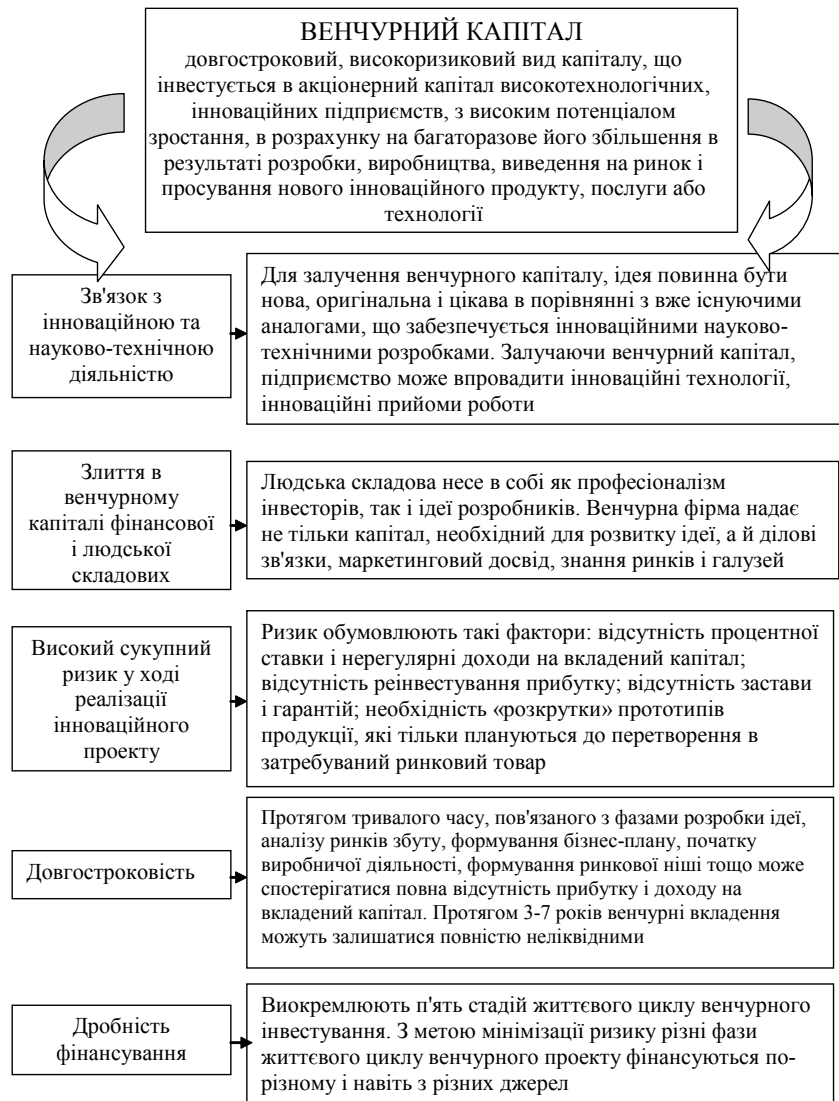 ВЕНЧУРНИЙ КАПІТАЛ
довгостроковий, високоризиковий вид капіталу, що
інвестується в акціонерний капітал високотехнологічних,
інноваційних підприємств, з високим потенціалом
зростання, в розрахунку на багаторазове його збільшення в
результаті розробки, виробництва, виведення на ринок і
просування нового інноваційного продукту, послуги або
технології
Зв'язок з
інноваційною та
науково-технічною
діяльністю
Для залучення венчурного капіталу, ідея повинна бути
нова, оригінальна і цікава в порівнянні з вже існуючими
аналогами, що забезпечується інноваційними науково-
технічними розробками. Залучаючи венчурний капітал,
підприємство може впровадити інноваційні технології,
інноваційні прийоми роботи
Злиття в
венчурному
капіталі фінансової
і людської
складових
Людська складова несе в собі як професіоналізм
інвесторів, так і ідеї розробників. Венчурна фірма надає
не тільки капітал, необхідний для розвитку ідеї, а й ділові
зв'язки, маркетинговий досвід, знання ринків і галузей
Високий сукупний
ризик у ході
реалізації
інноваційного
проекту
Ризик обумовлюють такі фактори: відсутність процентної
ставки і нерегулярні доходи на вкладений капітал;
відсутність реінвестування прибутку; відсутність застави
і гарантій; необхідність «розкрутки» прототипів
продукції, які тільки плануються до перетворення в
затребуваний ринковий товар
Довгостроковість
Протягом тривалого часу, пов'язаного з фазами розробки ідеї,
аналізу ринків збуту, формування бізнес-плану, початку
виробничої діяльності, формування ринкової ніші тощо може
спостерігатися повна відсутність прибутку і доходу на
вкладений капітал. Протягом 3-7 років венчурні вкладення
можуть залишатися повністю неліквідними
Дробність
фінансування
Виокремлюють п'ять стадій життєвого циклу венчурного
інвестування. З метою мінімізації ризику різні фази
життєвого циклу венчурного проекту фінансуються по-
різному і навіть з різних джерел